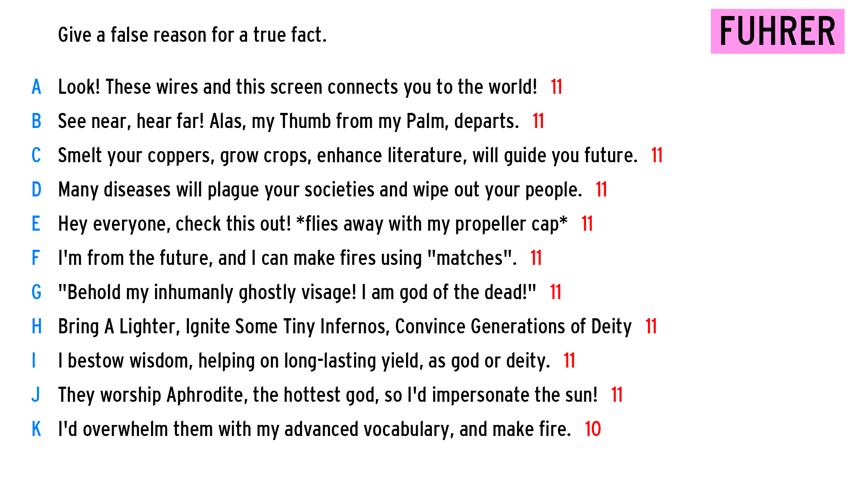 Give a false reason for a true fact.
FUHRER
A Look! These wires and this screen connects you to the world! 11
B See near, hear far! Alas, my Thumb from my Palm, departs. 11
C Smelt your coppers, grow crops, enhance literature, will guide you future. 11
D Many diseases will plague your societies and wipe out your people. 11
E Hey everyone, check this out! *flies away with my propeller cap* 11
F I'm from the future, and I can make fires using "matches". 11
G "Behold my inhumanly ghostly visage! I am god of the dead!" 11
H Bring A Lighter, Ignite Some Tiny Infernos, Convince Generations of Deity 11
I I bestow wisdom, helping on long-lasting yield, as god or deity. 11
J They worship Aphrodite, the hottest god, so I'd impersonate the sun! 11
K I'd overwhelm them with my advanced vocabulary, and make fire. 10